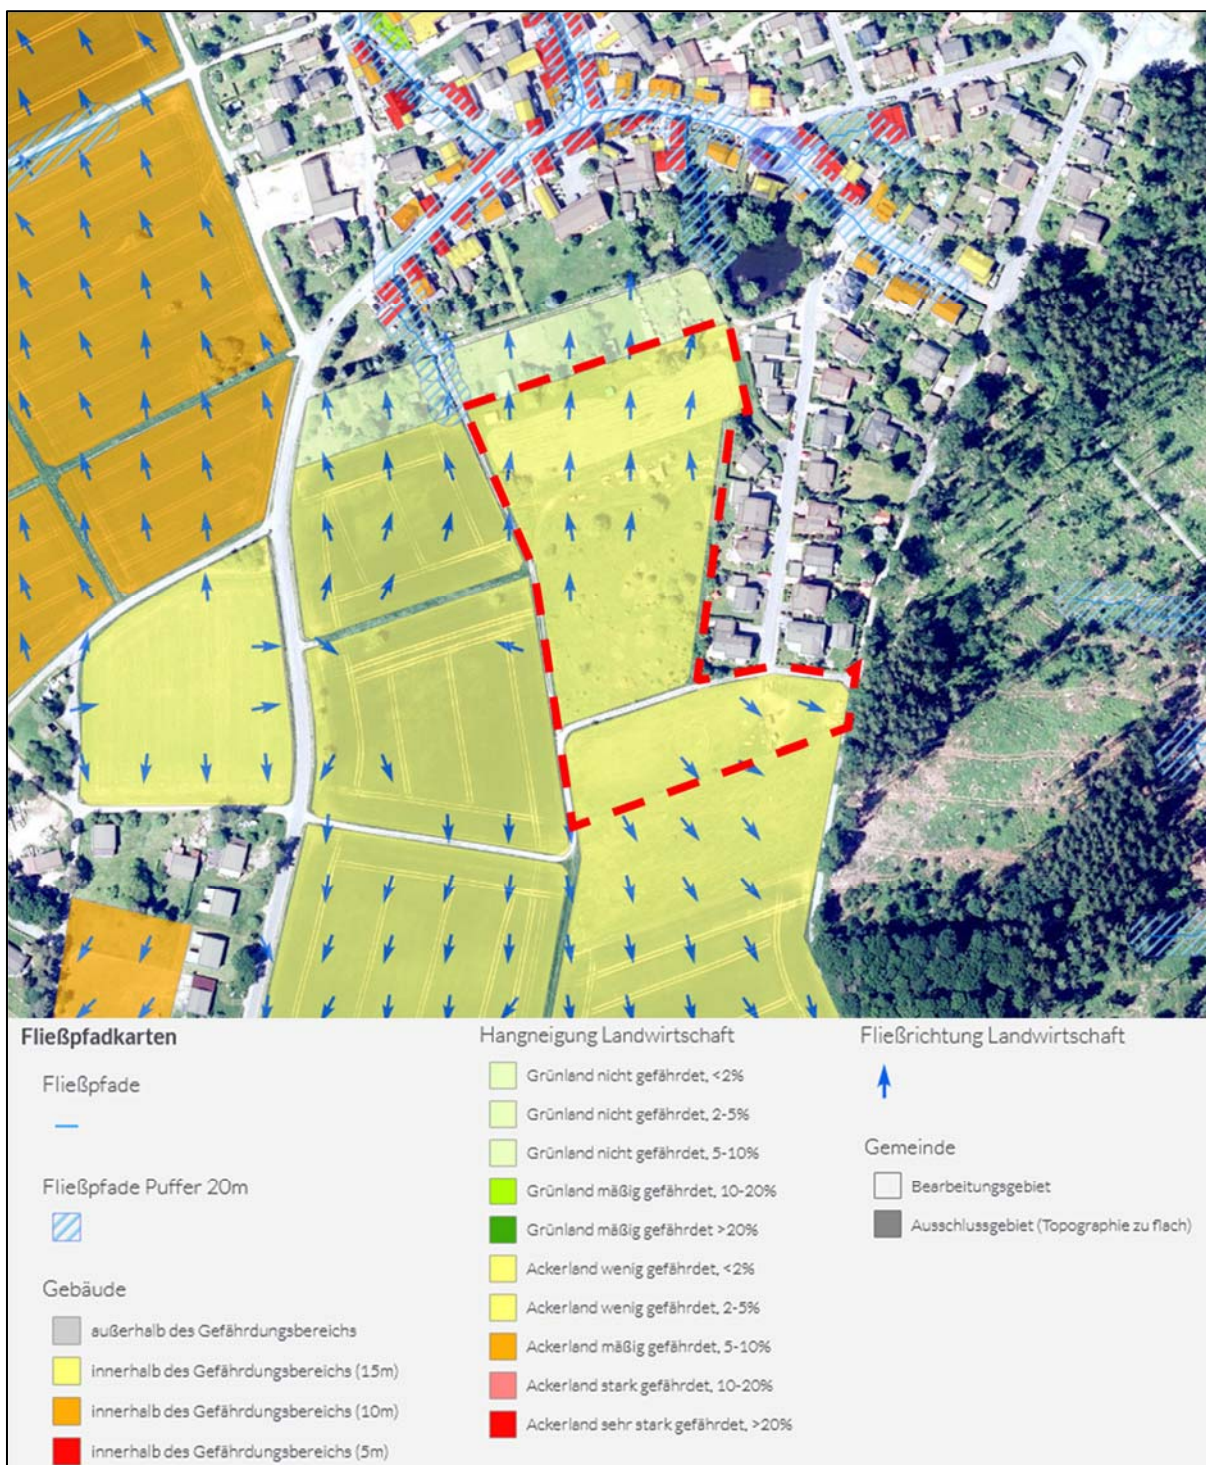 Fließpfadkarten
Fließpfade
Fließpfade Puffer 20m
Gebäude
außerhalb des Gefährdungsbereichs
innerhalb des Gefährdungsbereichs (15m)
innerhalb des Gefährdungsbereichs (10m)
innerhalb des Gefährdungsbereichs (5m)
Hangneigung Landwirtschaft
Grünland nicht gefährdet, <2%
Grünland nicht gefährdet, 2-5%
Grünland nicht gefährdet, 5-10%
Grünland mäßig gefährdet, 10-20%
Grünland mäßig gefährdet >20%
Ackerland wenig gefährdet, <2%
Ackerland wenig gefährdet, 2-5%
Ackerland mäßig gefährdet, 5-10%
Ackerland stark gefährdet, 10-20%
Ackerland sehr stark gefährdet, >20%
Fließrichtung Landwirtschaft
Gemeinde
Bearbeitungsgebiet
Ausschlussgebiet (Topographie zu flach)